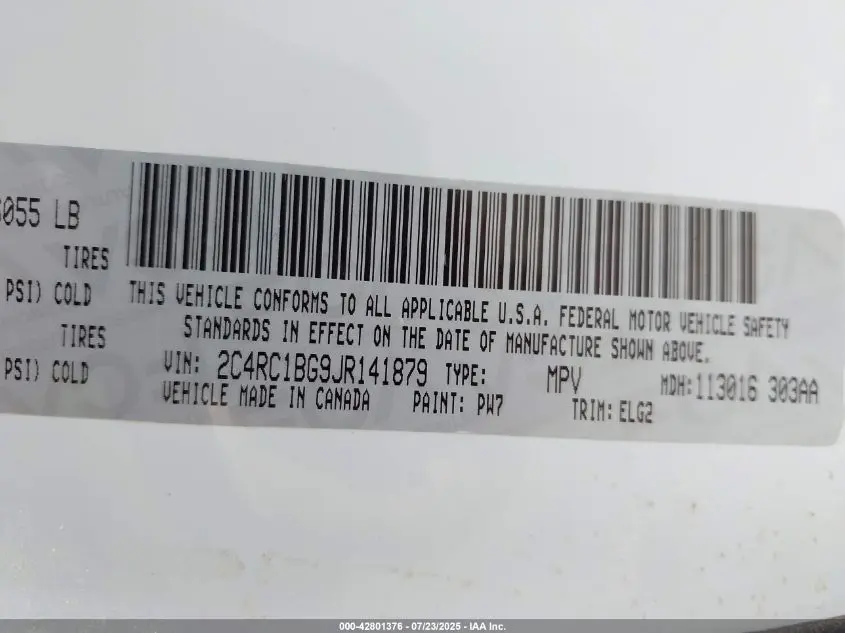 055 LB
TIRES
PSI) COLD
TIRES
PSI) COLD
THIS VEHICLE CONFORMS TO ALL APPLICABLE U.S.A. FEDERAL MOTOR VEHICLE SAFETY
STANDARDS IN EFFECT ON THE DATE OF MANUFACTURE SHOWN ABOVE.
VIN: 2C4RC1BG9JR141879 TYPE: MPV MDH:113016 303AA
VEHICLE MADE IN CANADA PAINT: PW7 TRIM: ELG2
000-42801376 - 07/23/2025 - IAA Inc.